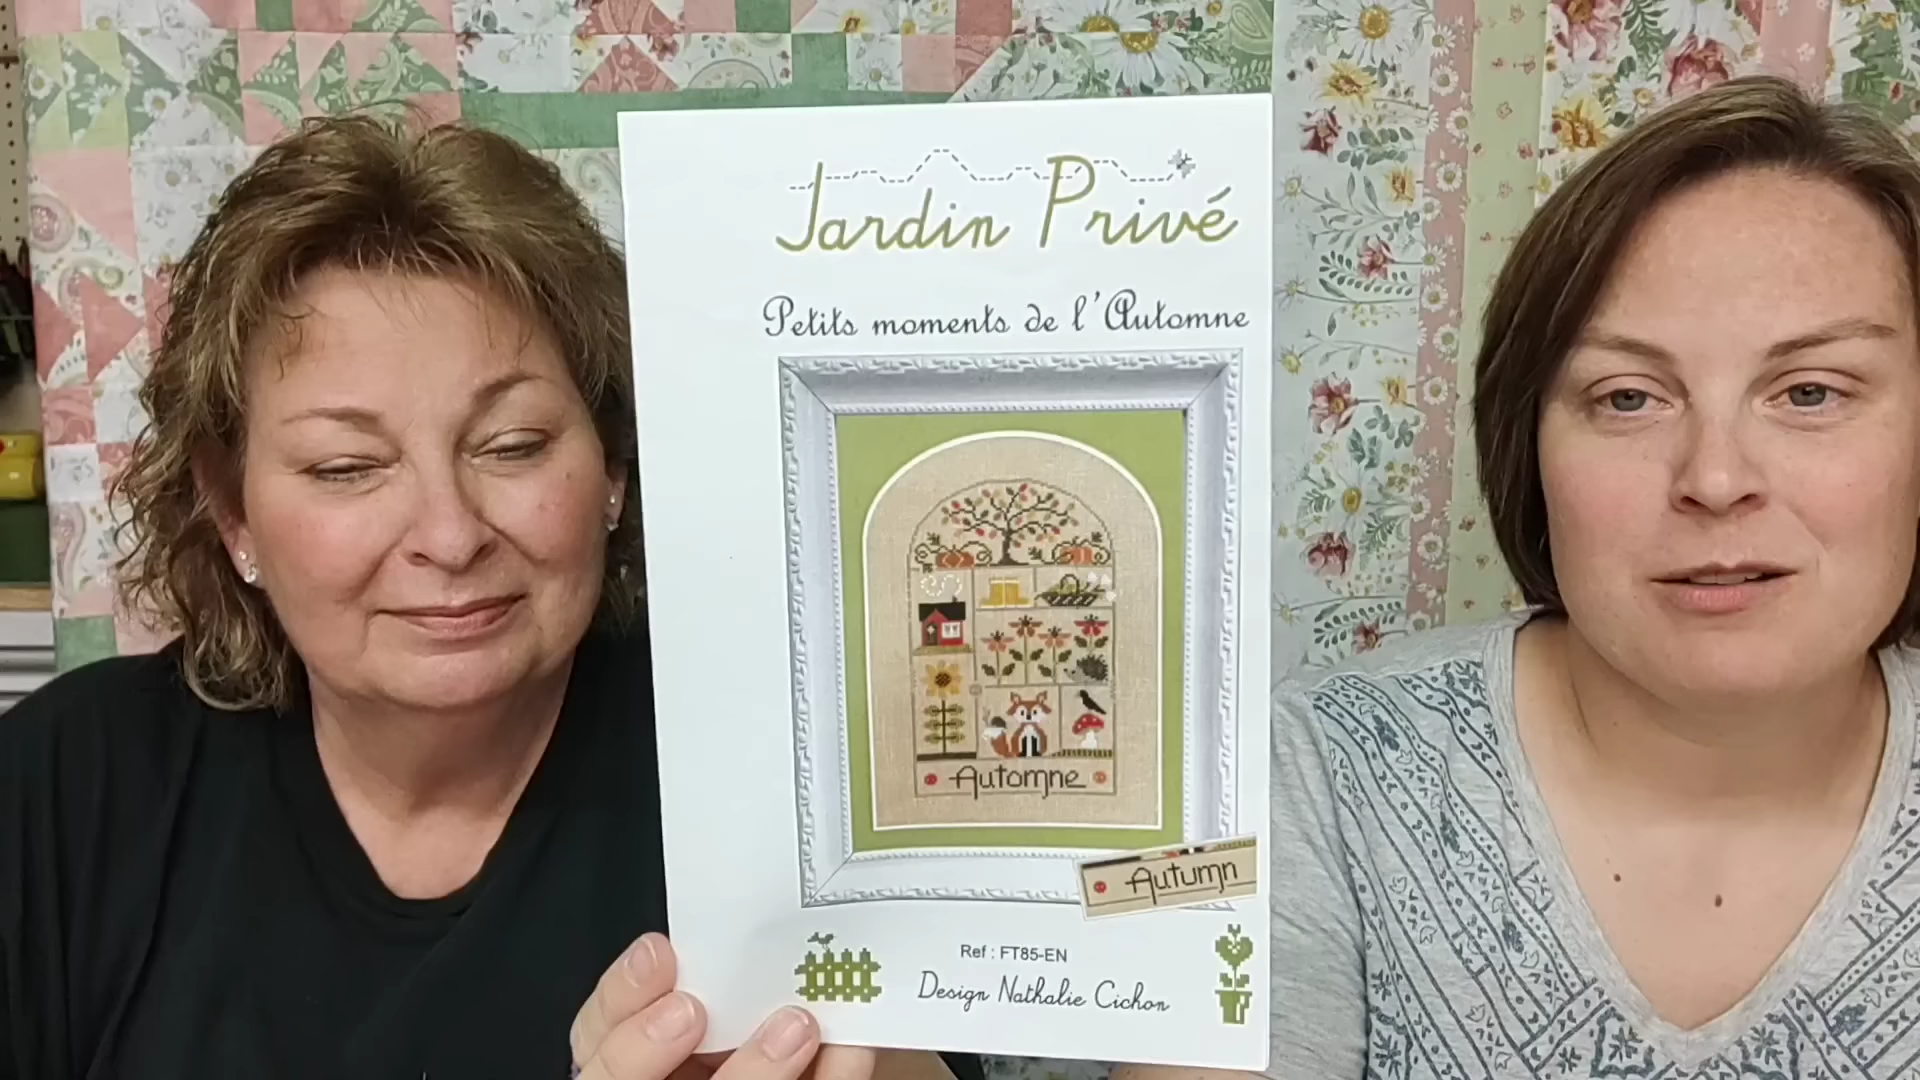 Jardin Privé
Petits moments de l'Automne
Automne
Autumn
Ref : FT85-EN
Design Nathalie Cichon